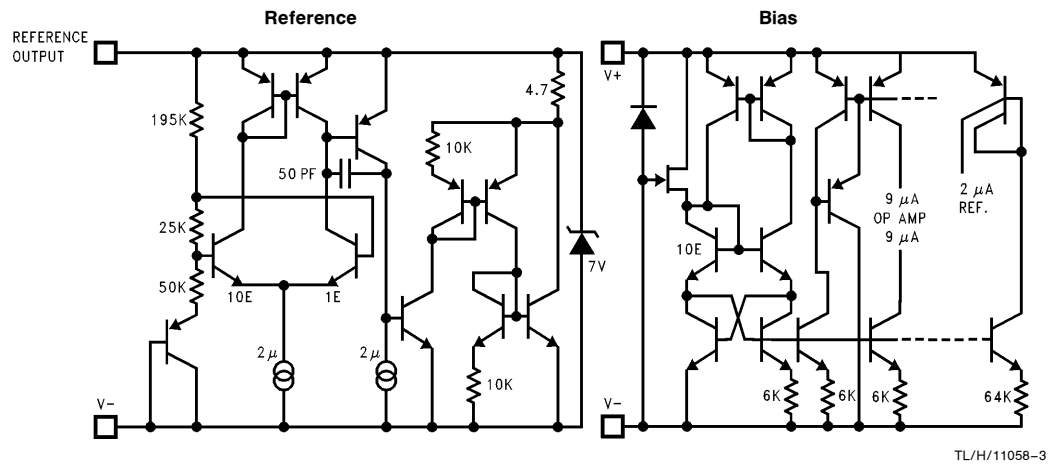 Reference
REFERENCE
OUTPUT
195K
50 PF
25K
50K
10E
1E
2µ
2µ
V-
4.7
10K
10K
7V
Bias
V+
10E
9 µA
OP AMP
9 µA
2 µA
REF.
6K
6K
6K
64K
V-
TL/H/11058–3